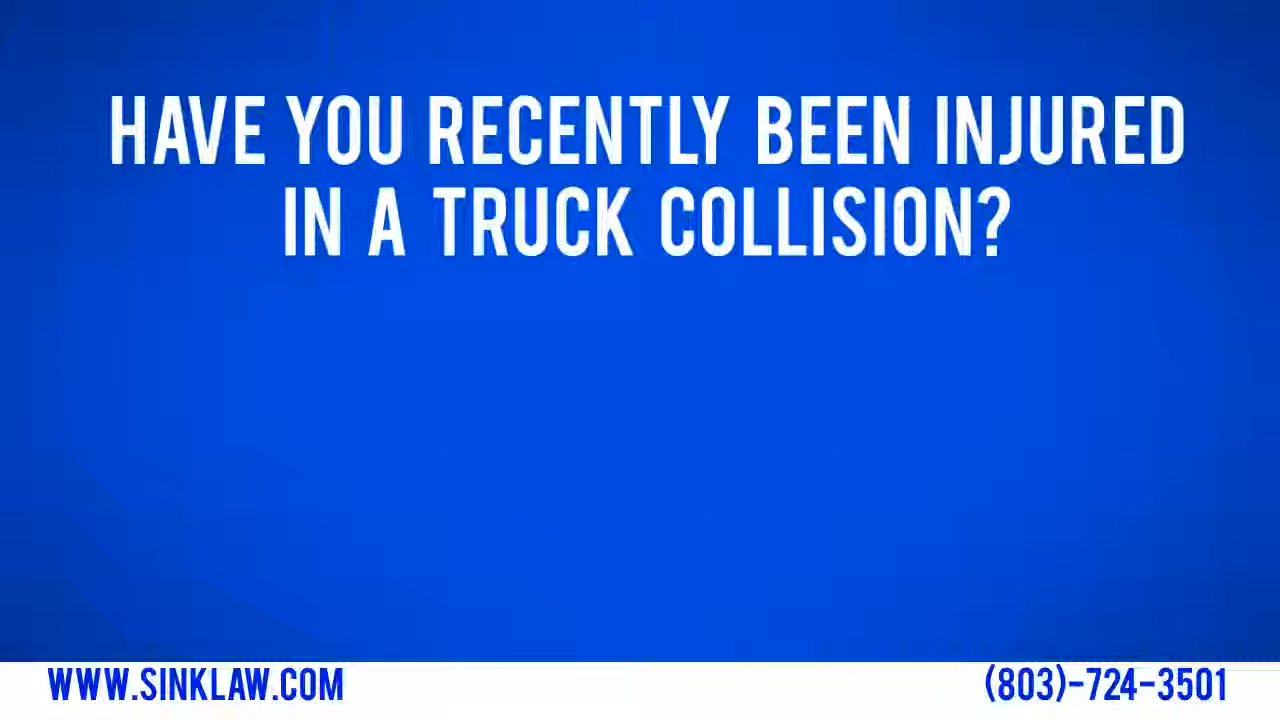 HAVE YOU RECENTLY BEEN INJURED
IN A TRUCK COLLISION?
WWW.SINKLAW.COM
(803)-724-3501